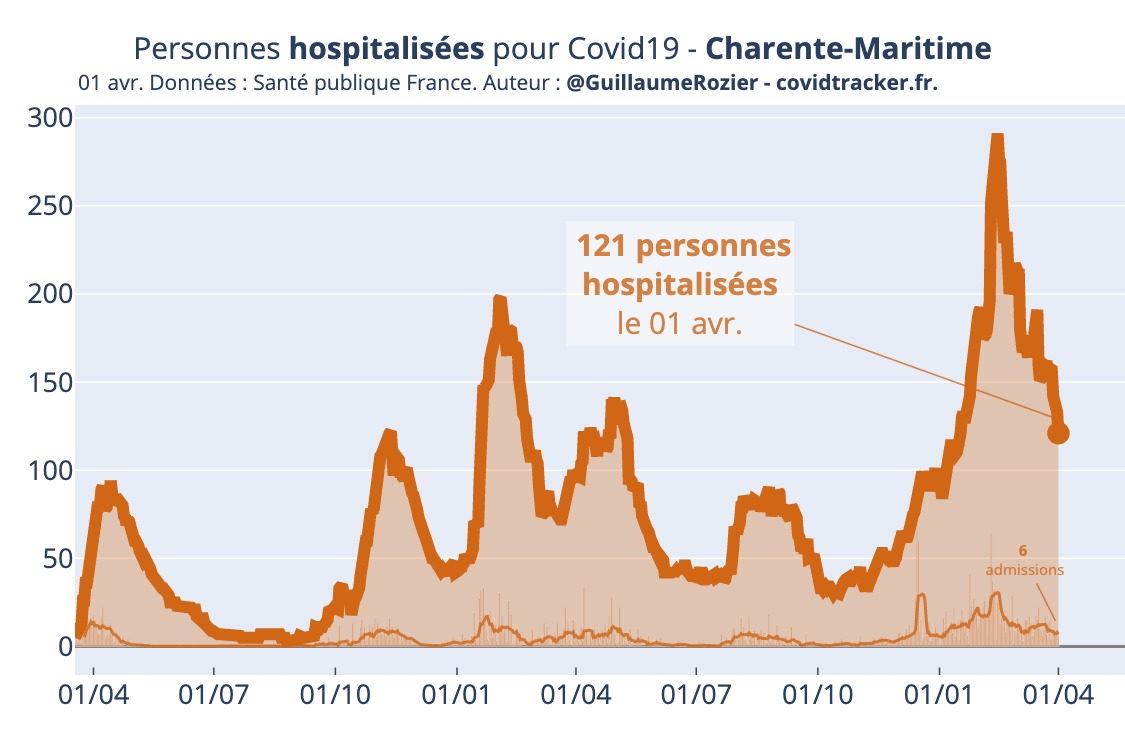 Personnes hospitalisées pour Covid19 - Charente-Maritime
01 avr. Données : Santé publique France. Auteur : @GuillaumeRozier - covidtracker.fr.
300
250
200
150
100
50
0
121 personnes
hospitalisées
le 01 avr.
6
admissions
01/04
01/07
01/10
01/01
01/04
01/07
01/10
01/01
01/04